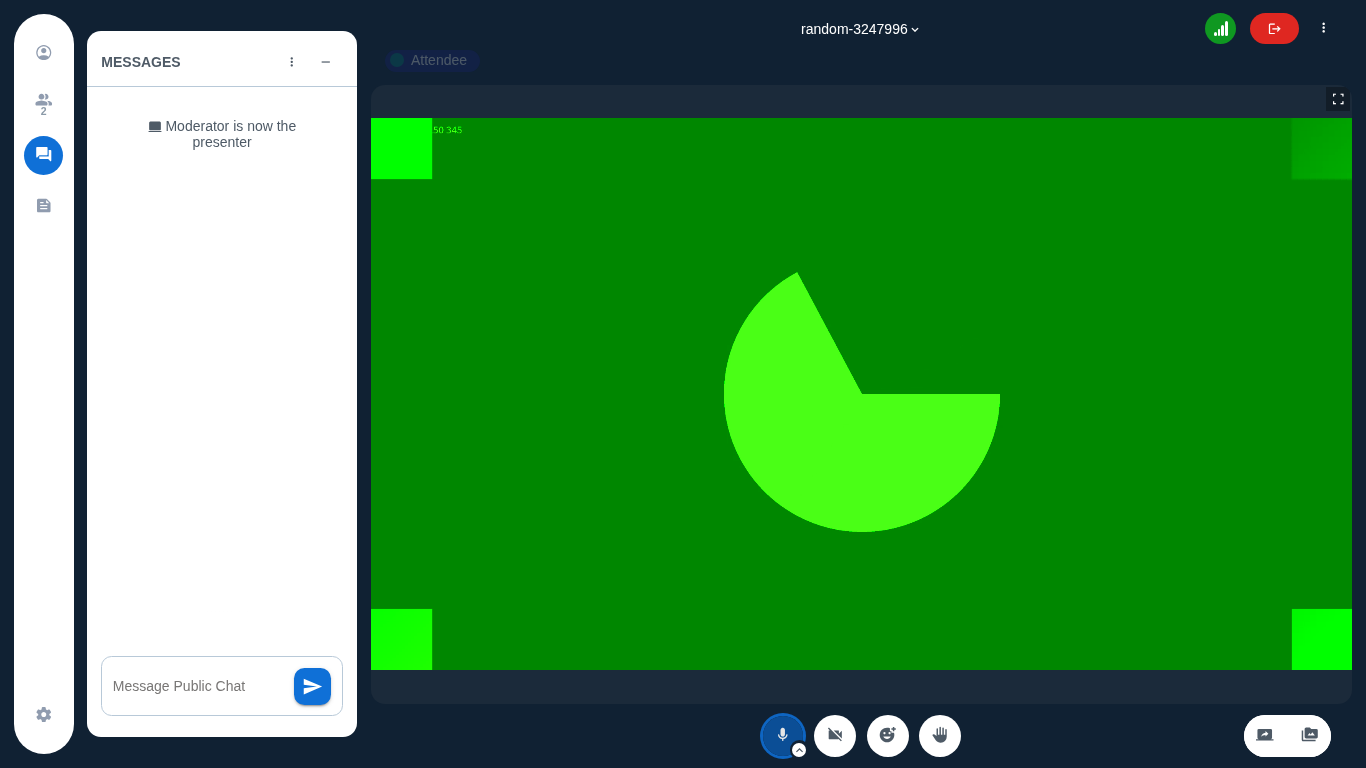 random-3247996
Attendee
2
MESSAGES
Moderator is now the
presenter
50 345
Message Public Chat